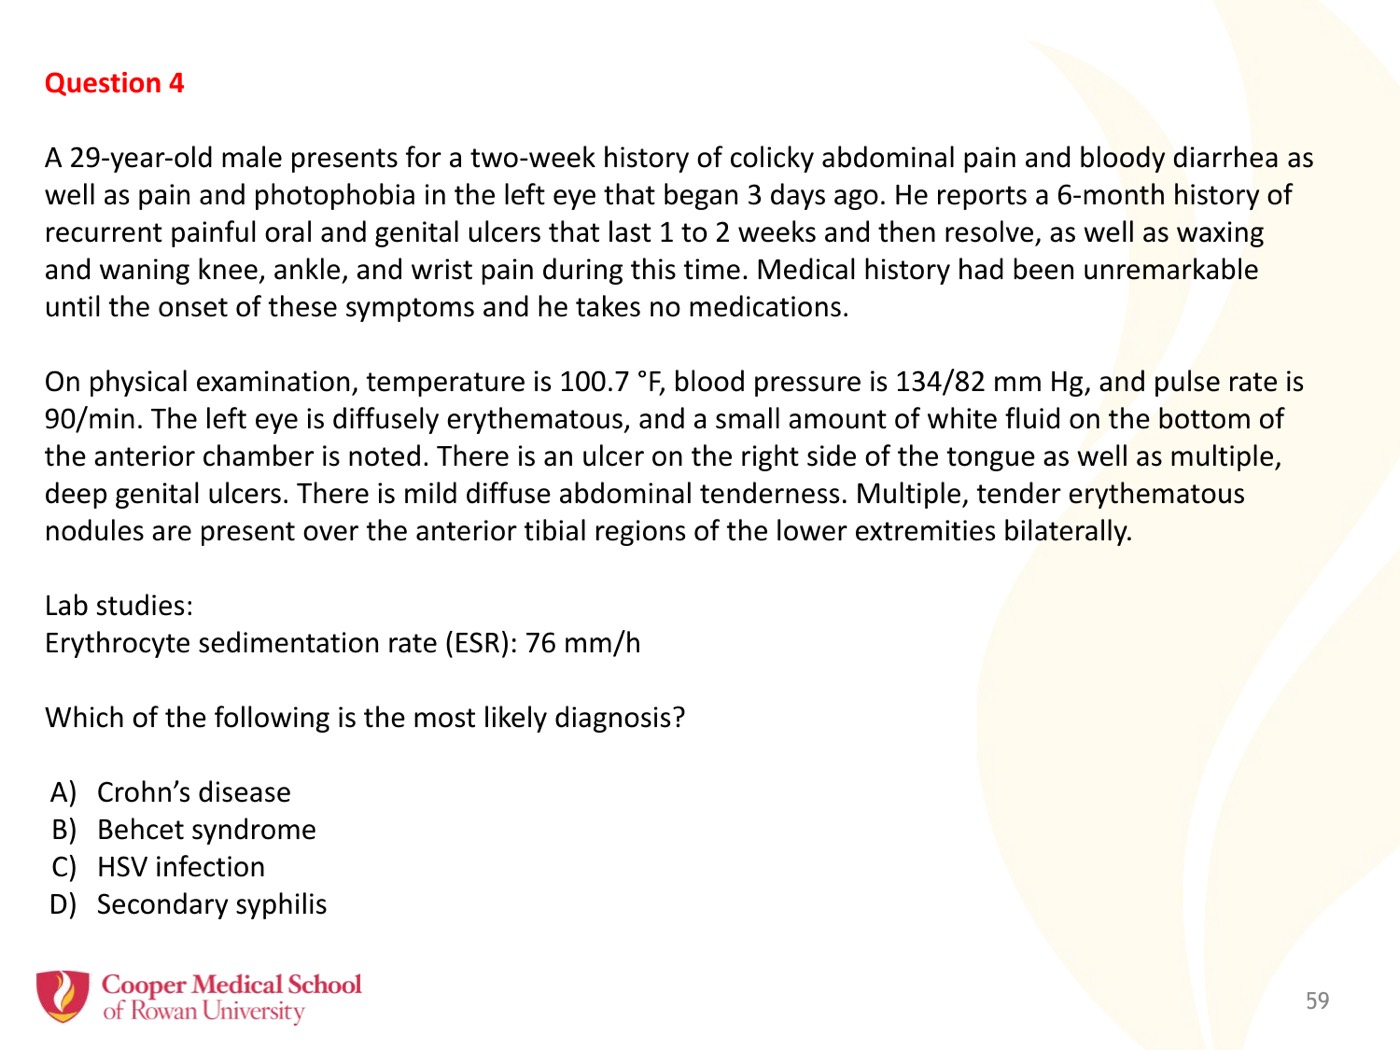 Question 4
A 29-year-old male presents for a two-week history of colicky abdominal pain and bloody diarrhea as
well as pain and photophobia in the left eye that began 3 days ago. He reports a 6-month history of
recurrent painful oral and genital ulcers that last 1 to 2 weeks and then resolve, as well as waxing
and waning knee, ankle, and wrist pain during this time. Medical history had been unremarkable
until the onset of these symptoms and he takes no medications.
On physical examination, temperature is 100.7 °F, blood pressure is 134/82 mm Hg, and pulse rate is
90/min. The left eye is diffusely erythematous, and a small amount of white fluid on the bottom of
the anterior chamber is noted. There is an ulcer on the right side of the tongue as well as multiple,
deep genital ulcers. There is mild diffuse abdominal tenderness. Multiple, tender erythematous
nodules are present over the anterior tibial regions of the lower extremities bilaterally.
Lab studies:
Erythrocyte sedimentation rate (ESR): 76 mm/h
Which of the following is the most likely diagnosis?
A) Crohn’s disease
B) Behcet syndrome
C) HSV infection
D) Secondary syphilis
Cooper Medical School
of Rowan University
59